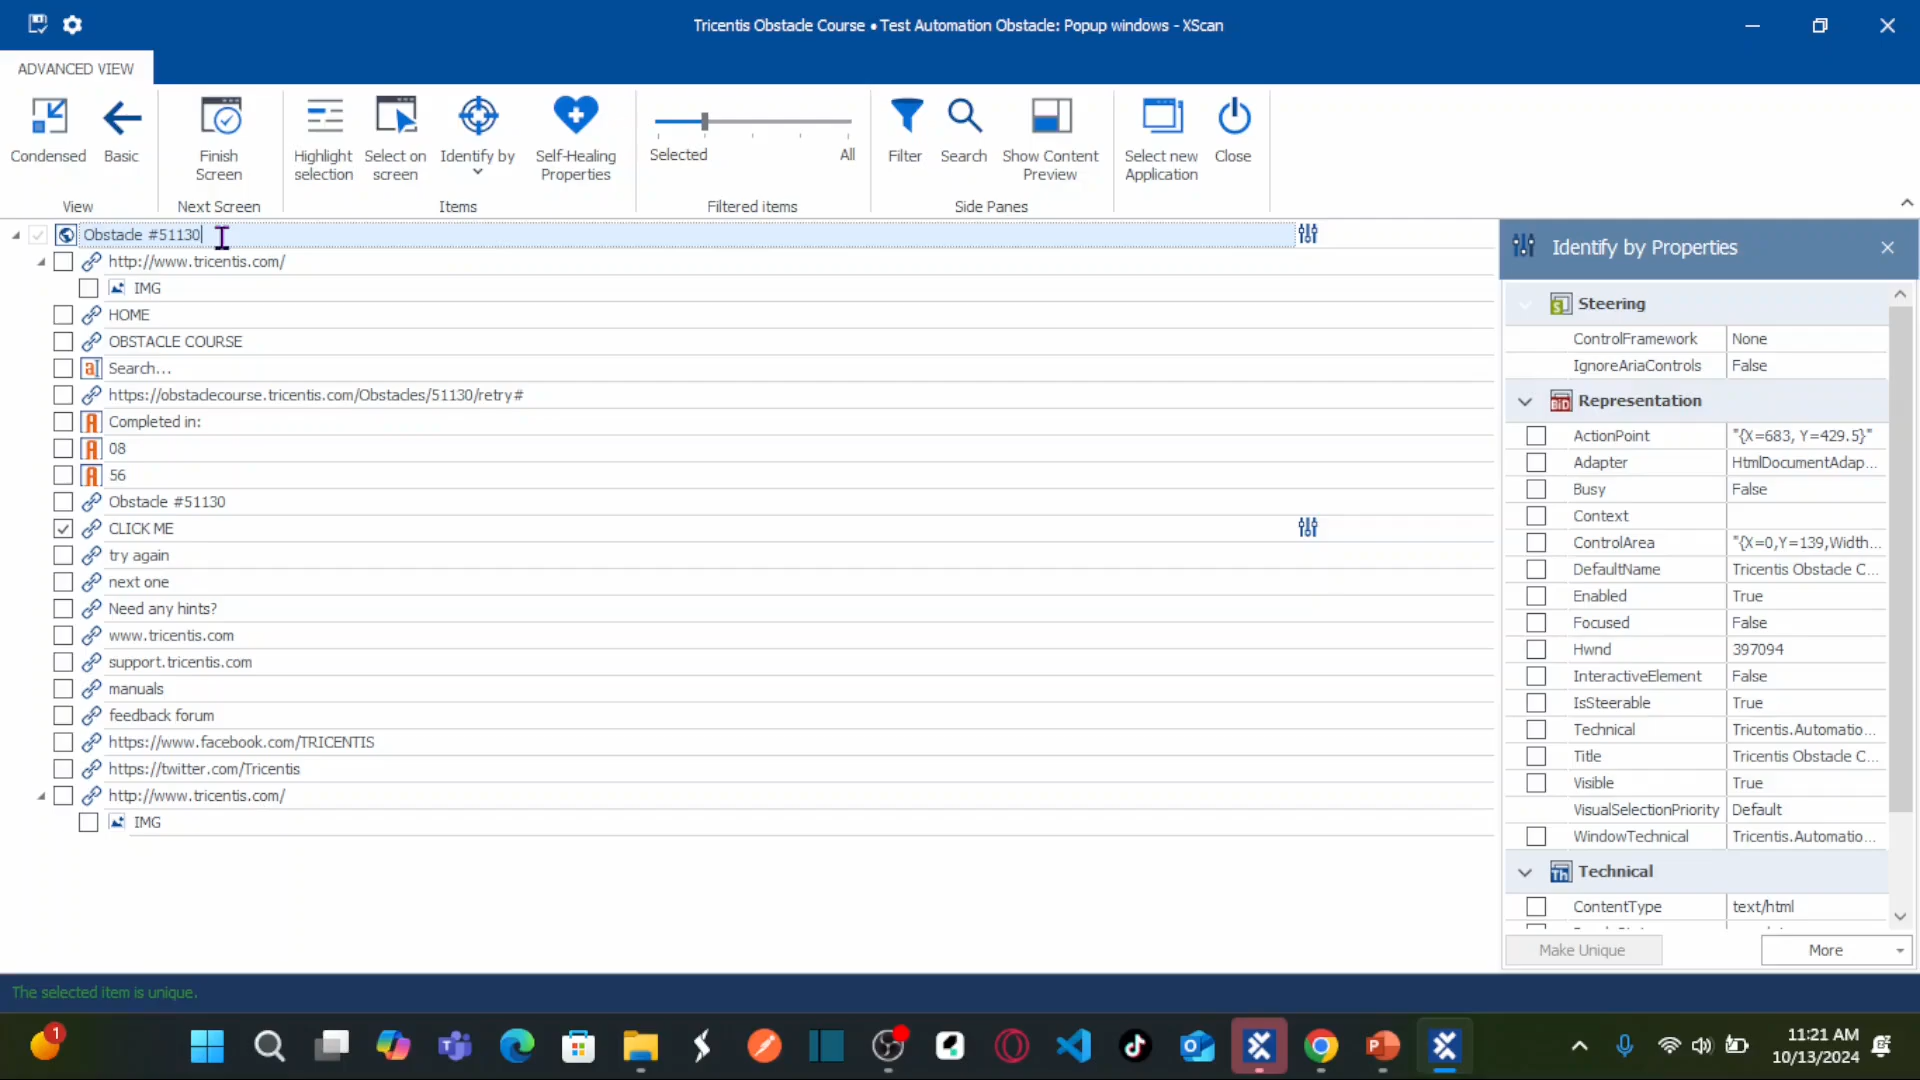 Tricentis Obstacle Course • Test Automation Obstacle: Popup windows - XScan
ADVANCED VIEW
Condensed
Basic
Finish Screen
Highlight selection
Select on screen
Identify by
Self-Healing Properties
Selected
All
Filter
Search
Show Content Preview
Select new Application
Close
View
Next Screen
Items
Filtered items
Side Panes
Obstacle #51130
http://www.tricentis.com/
IMG
HOME
OBSTACLE COURSE
Search...
https://obstaclecourse.tricentis.com/Obstacles/51130/retry#
Completed in:
08
56
Obstacle #51130
CLICK ME
try again
next one
Need any hints?
www.tricentis.com
support.tricentis.com
manuals
feedback forum
https://www.facebook.com/TRICENTIS
https://twitter.com/Tricentis
http://www.tricentis.com/
IMG
Identify by Properties
Steering
ControlFramework None
IgnoreAriaControls False
Representation
ActionPoint "{X=683, Y=429.5}"
Adapter HtmlDocumentAdap...
Busy False
Context
ControlArea "{X=0,Y=139,Width...
DefaultName Tricentis Obstacle C...
Enabled True
Focused False
Hwnd 397094
InteractiveElement False
IsSteerable True
Technical Tricentis.Automatio...
Title Tricentis Obstacle C...
Visible True
VisualSelectionPriority Default
WindowTechnical Tricentis.Automatio...
Technical
ContentType text/html
Make Unique
More
The selected item is unique.
1
11:21 AM
10/13/2024